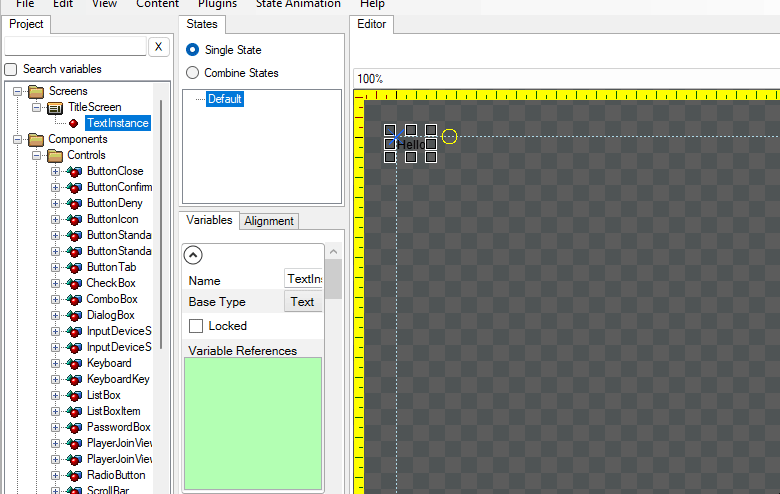 File Edit View Content Plugins State Animation Help
Project
X
Search variables
Screens
TitleScreen
TextInstance
Components
Controls
ButtonClose
ButtonConfirm
ButtonDeny
ButtonIcon
ButtonStanda
ButtonStanda
ButtonTab
CheckBox
ComboBox
DialogBox
InputDeviceS
InputDeviceS
Keyboard
KeyboardKey
ListBox
ListBoxItem
PasswordBox
PlayerJoinView
PlayerJoinView
RadioButton
ScrollBar
States
Single State
Combine States
Default
Variables Alignment
Name TextIns
Base Type Text
Locked
Variable References
Editor
100%
Hello